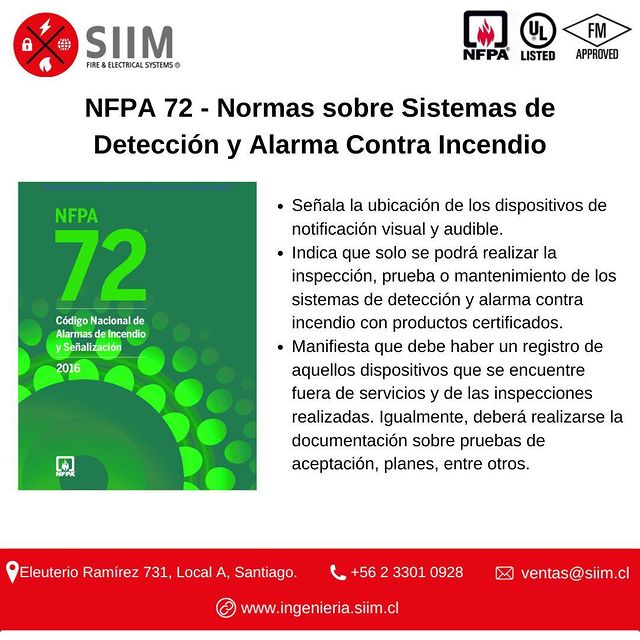 SIIM
FIRE & ELECTRICAL SYSTEMS ®
NFPA®
UL
LISTED
FM
APPROVED
NFPA 72 - Normas sobre Sistemas de
Detección y Alarma Contra Incendio
NFPA
72®
Código Nacional de
Alarmas de Incendio
y Señalización
2016
NFPA
• Señala la ubicación de los dispositivos de
notificación visual y audible.
• Indica que solo se podrá realizar la
inspección, prueba o mantenimiento de los
sistemas de detección y alarma contra
incendio con productos certificados.
• Manifiesta que debe haber un registro de
aquellos dispositivos que se encuentre
fuera de servicios y de las inspecciones
realizadas. Igualmente, deberá realizarse la
documentación sobre pruebas de
aceptación, planes, entre otros.
Eleuterio Ramírez 731, Local A, Santiago.
+56 2 3301 0928
ventas@siim.cl
www.ingenieria.siim.cl